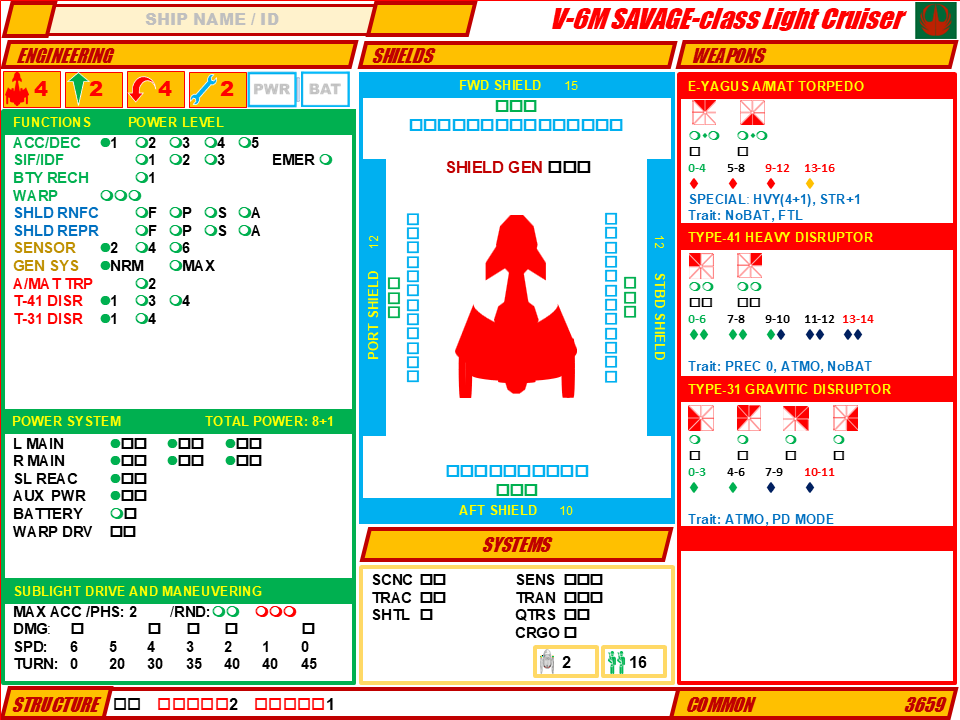 SHIP NAME / ID
V-6M SAVAGE-class Light Cruiser
ENGINEERING
4 2 4 2 PWR BAT
FUNCTIONS POWER LEVEL
ACC/DEC 1 2 3 4 5
SIF/IDF 1 2 3 EMER
BTY RECH 1
WARP
SHLD RNFC F P S A
SHLD REPR F P S A
SENSOR 2 4 6
GEN SYS NRM MAX
A/MAT TRP 2
T-41 DISR 1 3 4
T-31 DISR 1 4
POWER SYSTEM TOTAL POWER: 8+1
L MAIN
R MAIN
SL REAC
AUX PWR
BATTERY
WARP DRV
SUBLIGHT DRIVE AND MANEUVERING
MAX ACC /PHS: 2 /RND:
DMG:
SPD: 6 5 4 3 2 1 0
TURN: 0 20 30 35 40 40 45
SHIELDS
FWD SHIELD 15
SHIELD GEN
PORT SHIELD 12
12 STBD SHIELD
AFT SHIELD 10
SYSTEMS
SCNC SENS
TRAC TRAN
SHTL QTRS
CRGO
2 16
WEAPONS
E-YAGUS A/MAT TORPEDO
0-4 5-8 9-12 13-16
SPECIAL: HVY(4+1), STR+1
Trait: NoBAT, FTL
TYPE-41 HEAVY DISRUPTOR
0-6 7-8 9-10 11-12 13-14
Trait: PREC 0, ATMO, NoBAT
TYPE-31 GRAVITIC DISRUPTOR
0-3 4-6 7-9 10-11
Trait: ATMO, PD MODE
STRUCTURE 2 1
COMMON 3659